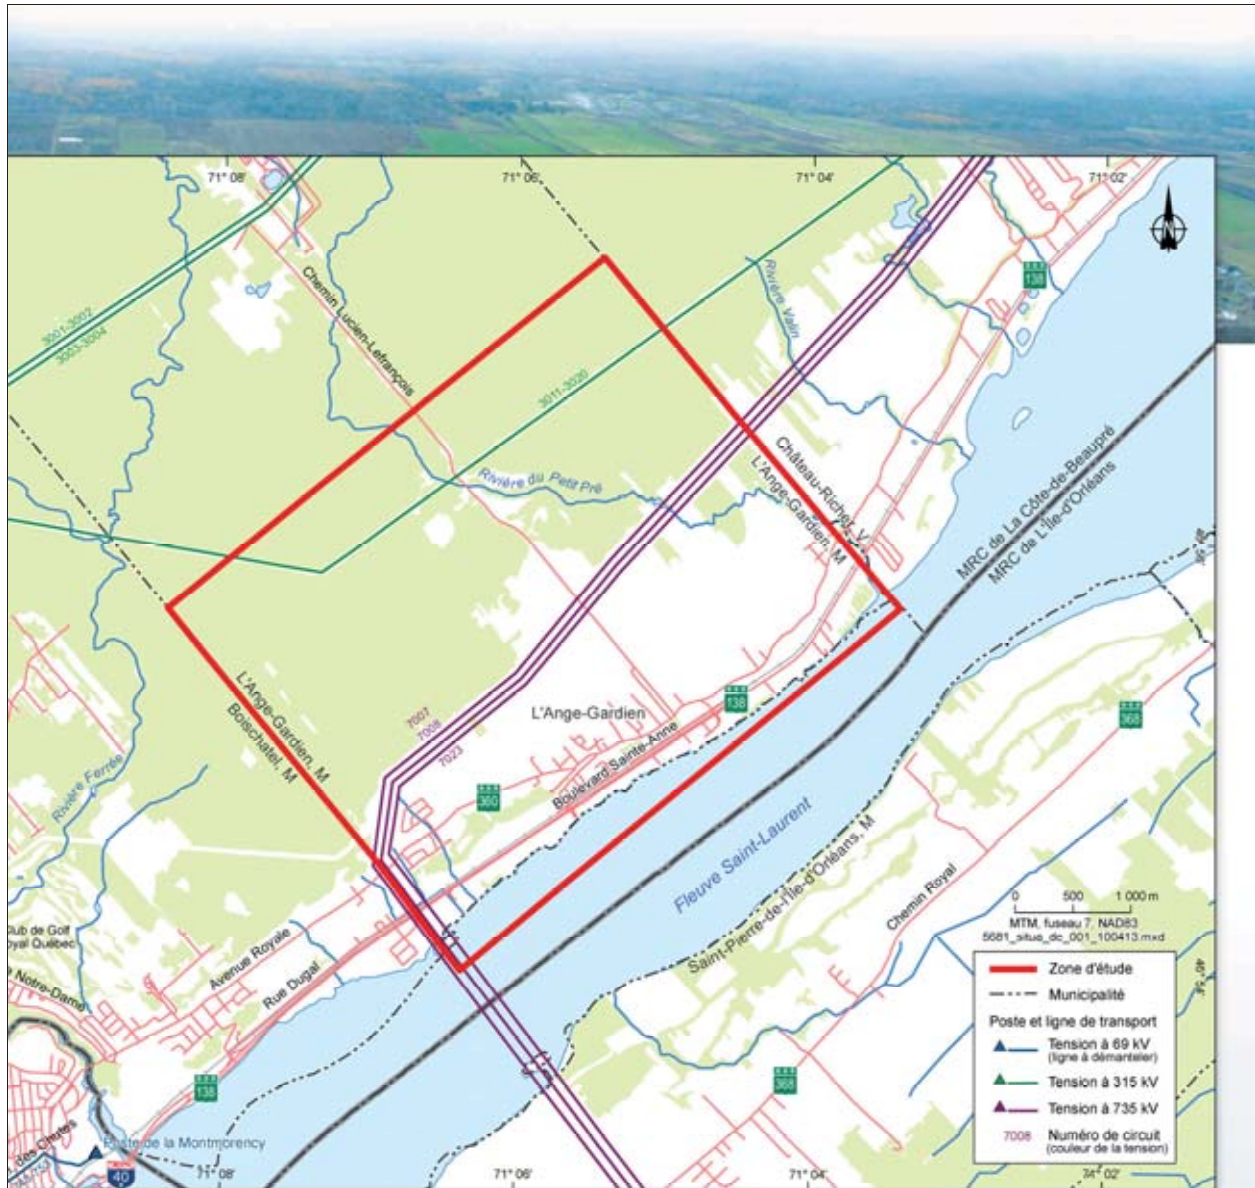 71° 08'
71° 06'
71° 04'
71° 02'
138
Chemin Lucien-Lefrançois
Rivière Valin
3001-3002
3003-3004
3011-3020
Château-Richer, V
L'Ange-Gardien, M
MRC de La Côte-de-Beaupré
MRC de L'Île-d'Orléans
Rivière du Petit Pré
L'Ange-Gardien, M
Boischatel, M
7007
7008
7023
L'Ange-Gardien
138
368
Boulevard Sainte-Anne
360
Rivière Ferrée
Fleuve Saint-Laurent
Saint-Pierre-de-l'Île-d'Orléans, M
Chemin Royal
0 500 1 000 m
MTM, fuseau 7, NAD83
5681_situa_dc_001_100413.mxd
Avenue Royale
Rue Dugal
Notre-Dame
Zone d'étude
Municipalité
Poste et ligne de transport
Tension à 69 kV
(ligne à démanteler)
Tension à 315 kV
Tension à 735 kV
7008 Numéro de circuit
(couleur de la tension)
368
138
des Chutes
Poste de la Montmorency
40
71° 08'
71° 06'
71° 04'